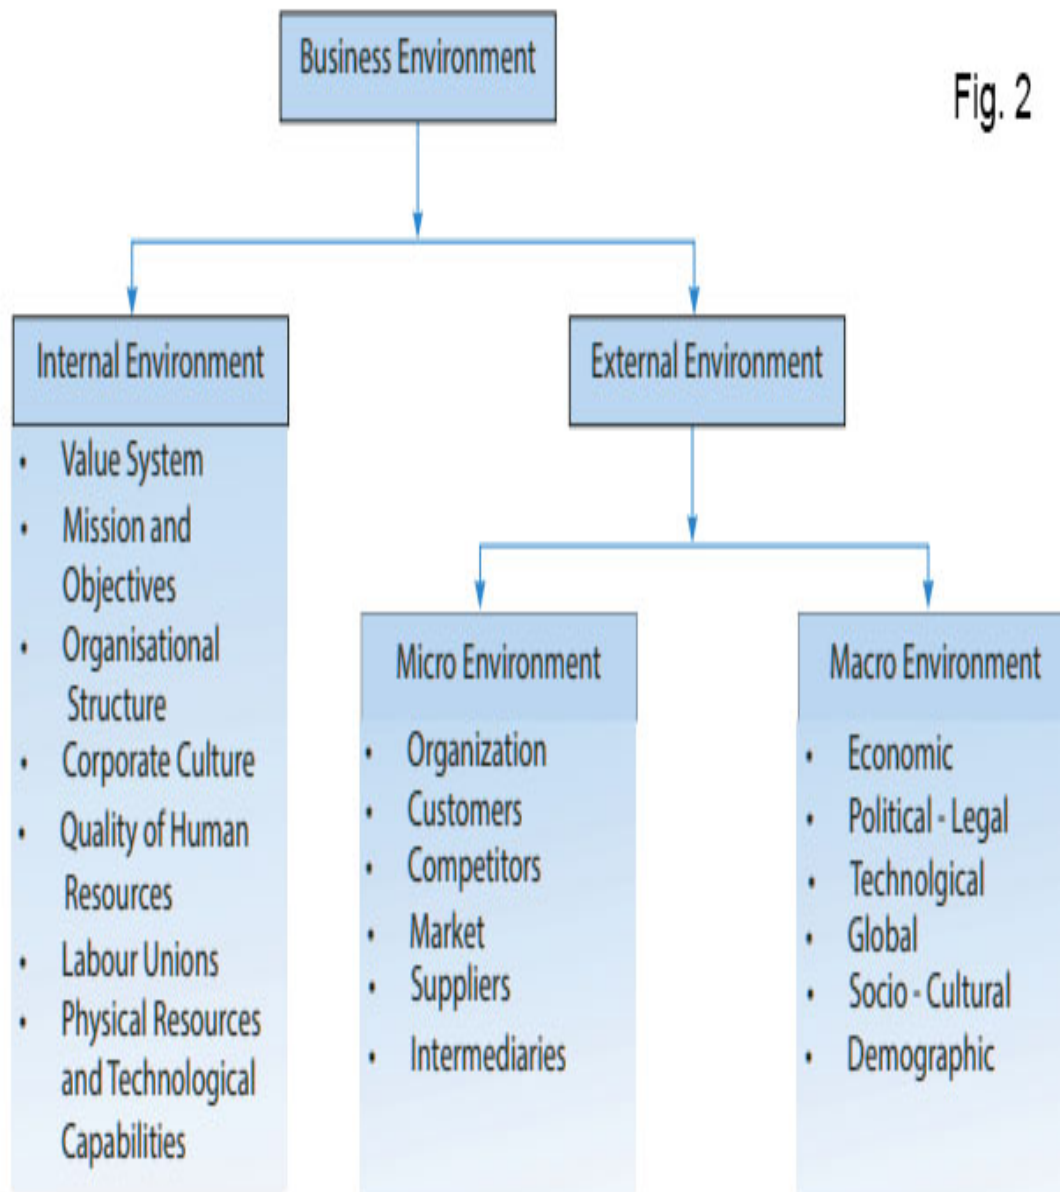 Business Environment
Fig. 2
Internal Environment
• Value System
• Mission and
Objectives
• Organisational
Structure
• Corporate Culture
• Quality of Human
Resources
• Labour Unions
• Physical Resources
and Technological
Capabilities
External Environment
Micro Environment
• Organization
• Customers
• Competitors
• Market
• Suppliers
• Intermediaries
Macro Environment
• Economic
• Political - Legal
• Technolgical
• Global
• Socio - Cultural
• Demographic